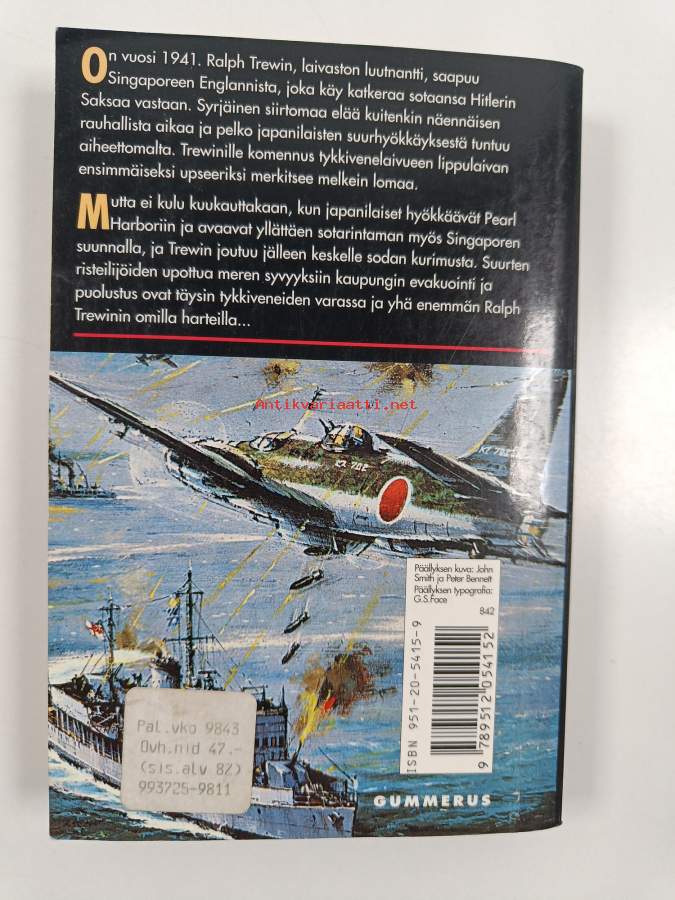 On vuosi 1941. Ralph Trewin, laivaston luutnantti, saapuu
Singaporeen Englannista, joka käy katkeraa sotaansa Hitlerin
Saksaa vastaan. Syrjäinen siirtomaa elää kuitenkin näennäisen
rauhallista aikaa ja pelko japanilaisten suurhyökkäyksestä tuntuu
aiheettomalta. Trewinille komennus tykkivenelaivueen lippulaivan
ensimmäiseksi upseeriksi merkitsee melkein lomaa.
Mutta ei kulu kuukauttakaan, kun japanilaiset hyökkäävät Pearl
Harboriin ja avaavat yllättäen sotarintaman myös Singaporen
suunnalla, ja Trewin joutuu jälleen keskelle sodan kurimusta. Suurten
risteilijöiden upottua meren syvyyksiin kaupungin evakuointi ja
puolustus ovat täysin tykkiveneiden varassa ja yhä enemmän Ralph
Trewinin omilla harteilla...
Antikvariaatti.net
Päällyksen kuva: John
Smith ja Peter Bennett
Päällyksen typografia:
G.S.Face
842
ISBN 951-20-5415-9
9 789512 054152
Pal.vko 9843
Ovh.nid 47.-
(sis.alv 8%)
993725-9811
GUMMERUS